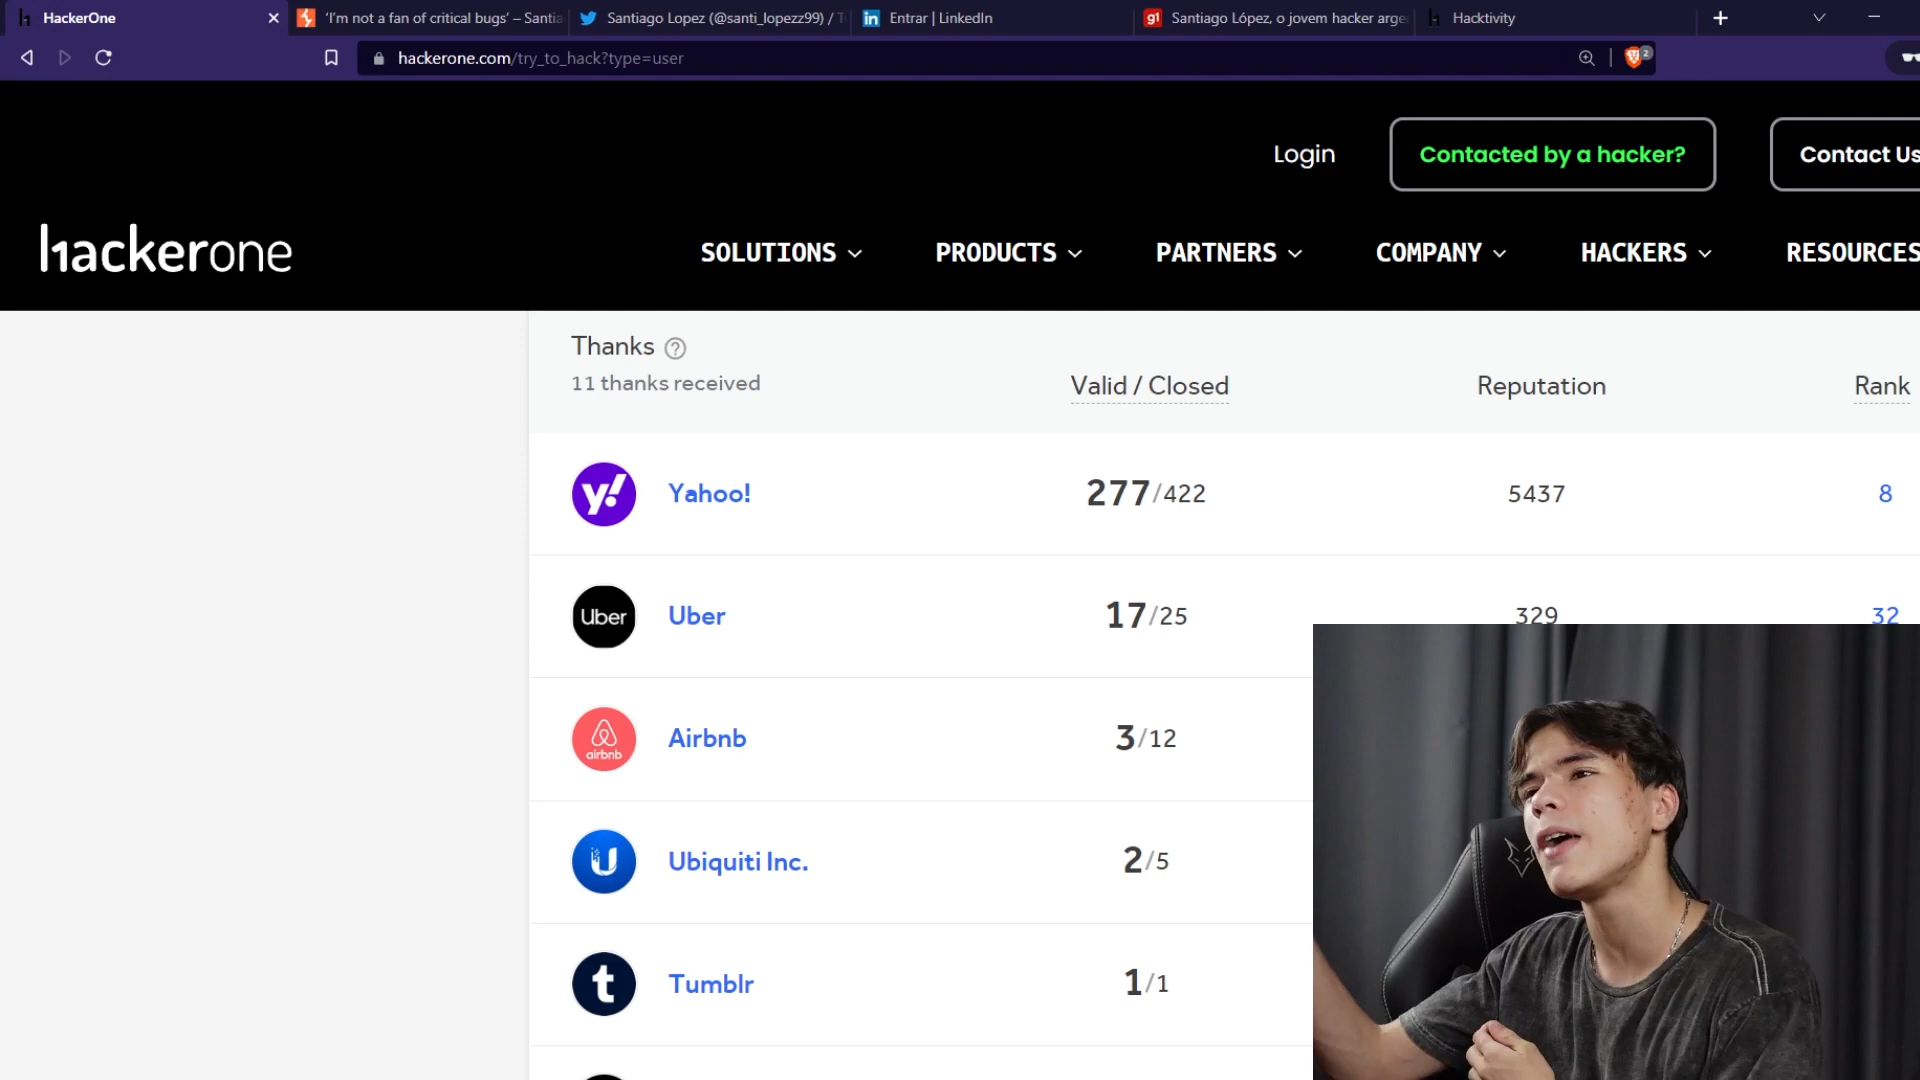 HackerOne
'I'm not a fan of critical bugs' – Santia
Santiago Lopez (@santi_lopezz99) / T
in
Entrar | LinkedIn
g1
Santiago López, o jovem hacker arge
Hacktivity
hackerone.com/try_to_hack?type=user
2
Login
Contacted by a hacker?
Contact Us
hackerone
SOLUTIONS
PRODUCTS
PARTNERS
COMPANY
HACKERS
RESOURCES
Thanks ?
11 thanks received
Valid / Closed
Reputation
Rank
y!
Yahoo!
277/422
5437
8
Uber
Uber
17/25
329
32
airbnb
Airbnb
3/12
U
Ubiquiti Inc.
2/5
t
Tumblr
1/1